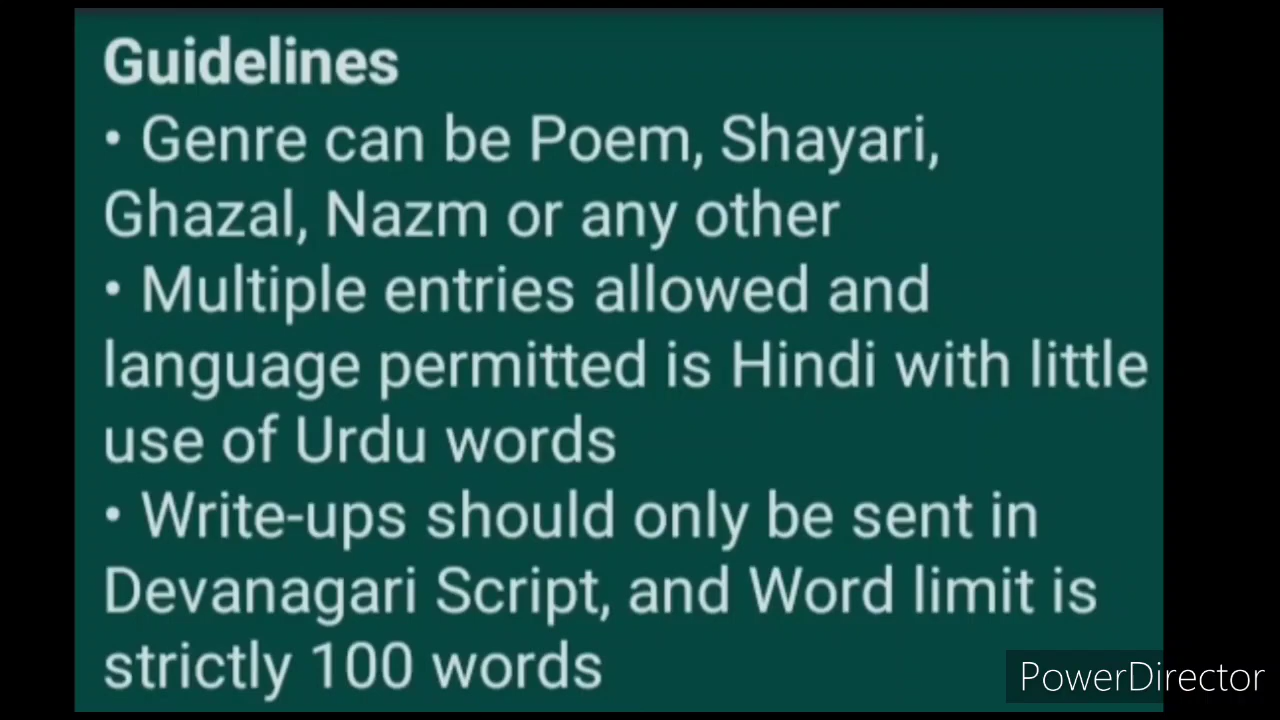 Guidelines
• Genre can be Poem, Shayari,
Ghazal, Nazm or any other
• Multiple entries allowed and
language permitted is Hindi with little
use of Urdu words
• Write-ups should only be sent in
Devanagari Script, and Word limit is
strictly 100 words
PowerDirector